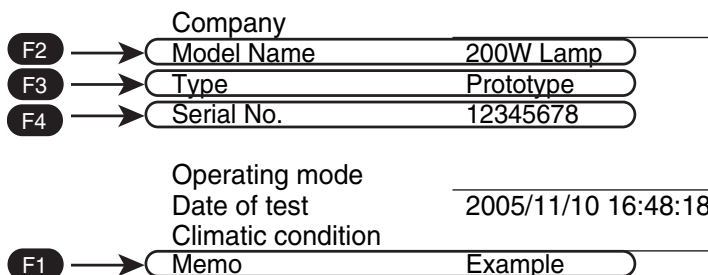 Company
F2 Model Name 200W Lamp
F3 Type Prototype
F4 Serial No. 12345678
Operating mode
Date of test 2005/11/10 16:48:18
Climatic condition
F1 Memo Example